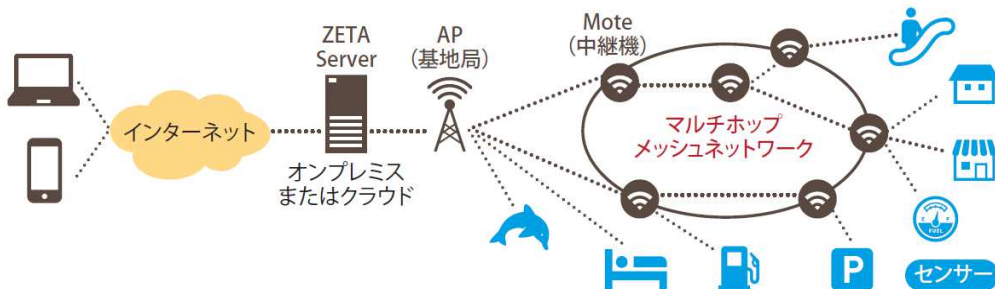 ZETA
Server
AP
（基地局）
Mote
（中継機）
インターネット
オンプレミス
またはクラウド
マルチホップ
メッシュネットワーク
E
F
FUEL
P
センサー